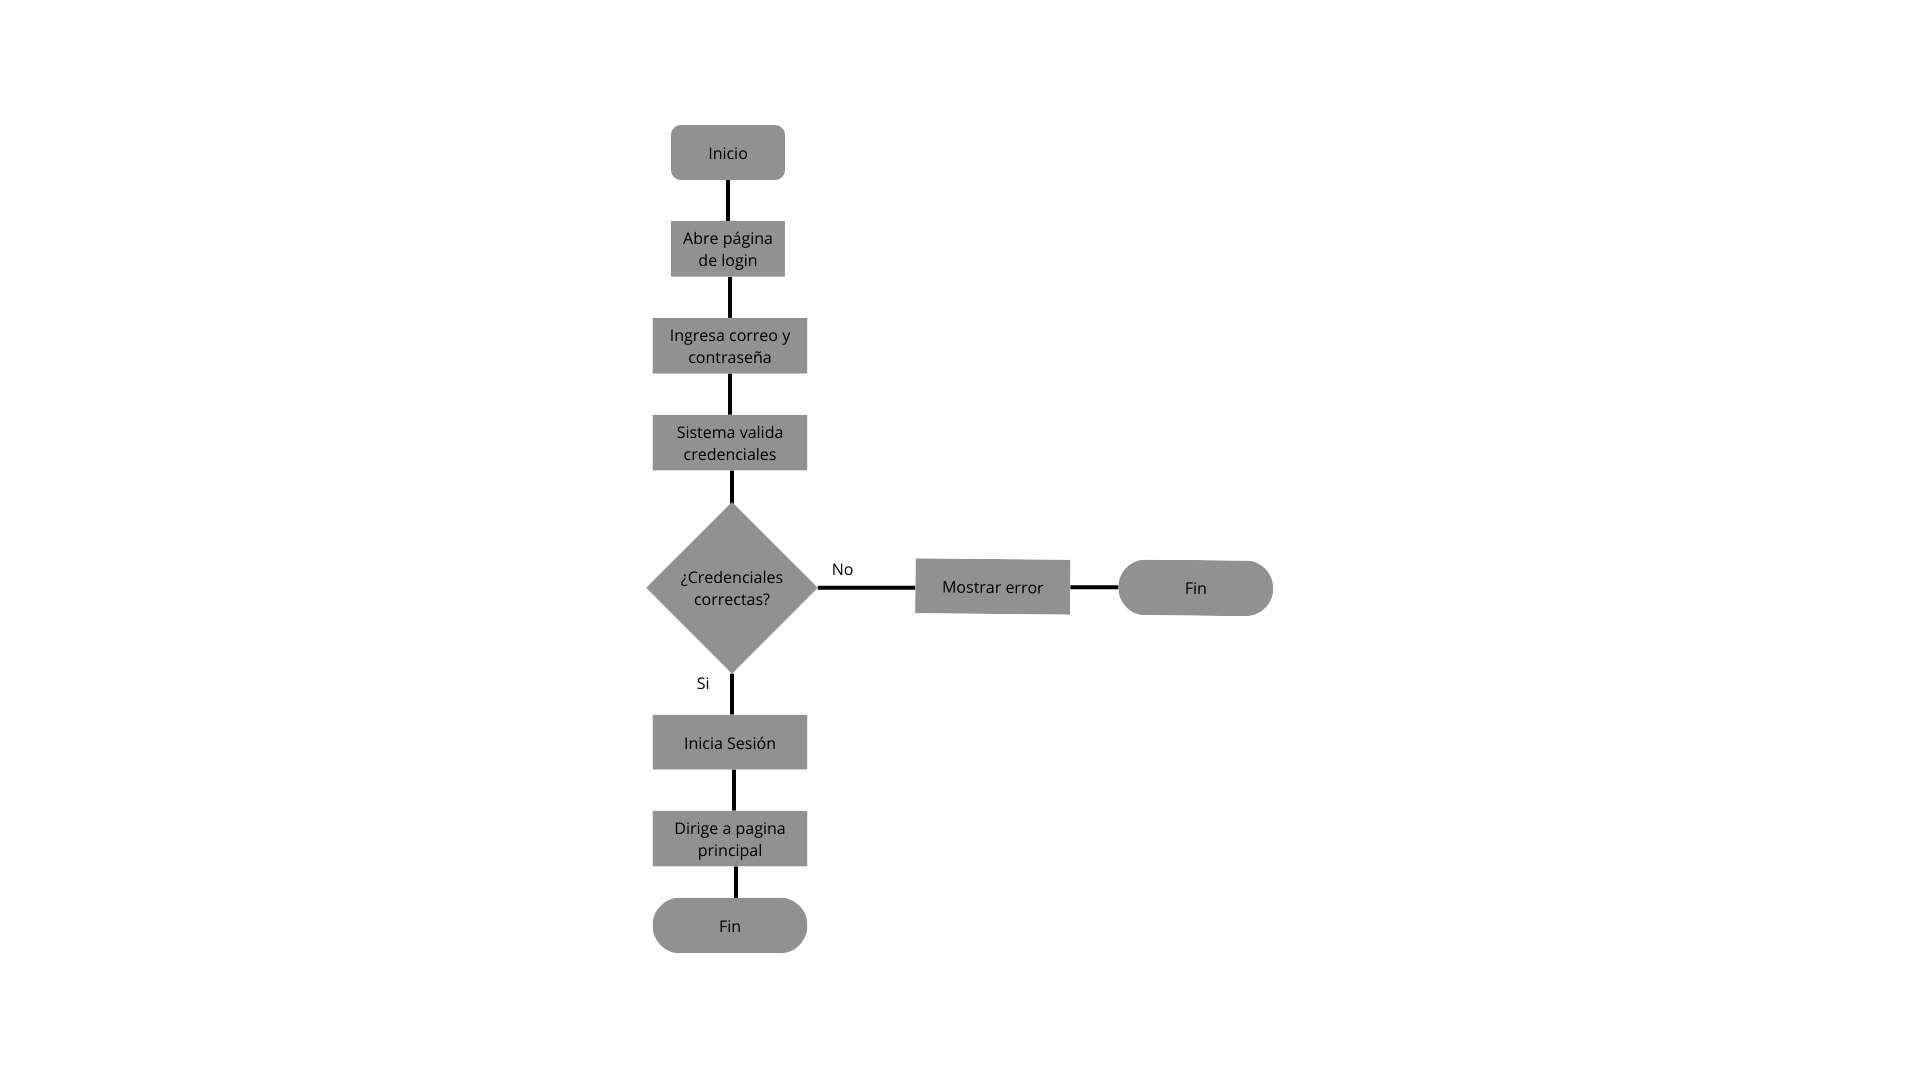 Inicio
Abre página
de login
Ingresa correo y
contraseña
Sistema valida
credenciales
¿Credenciales
correctas?
No
Mostrar error
Fin
Si
Inicia Sesión
Dirige a pagina
principal
Fin